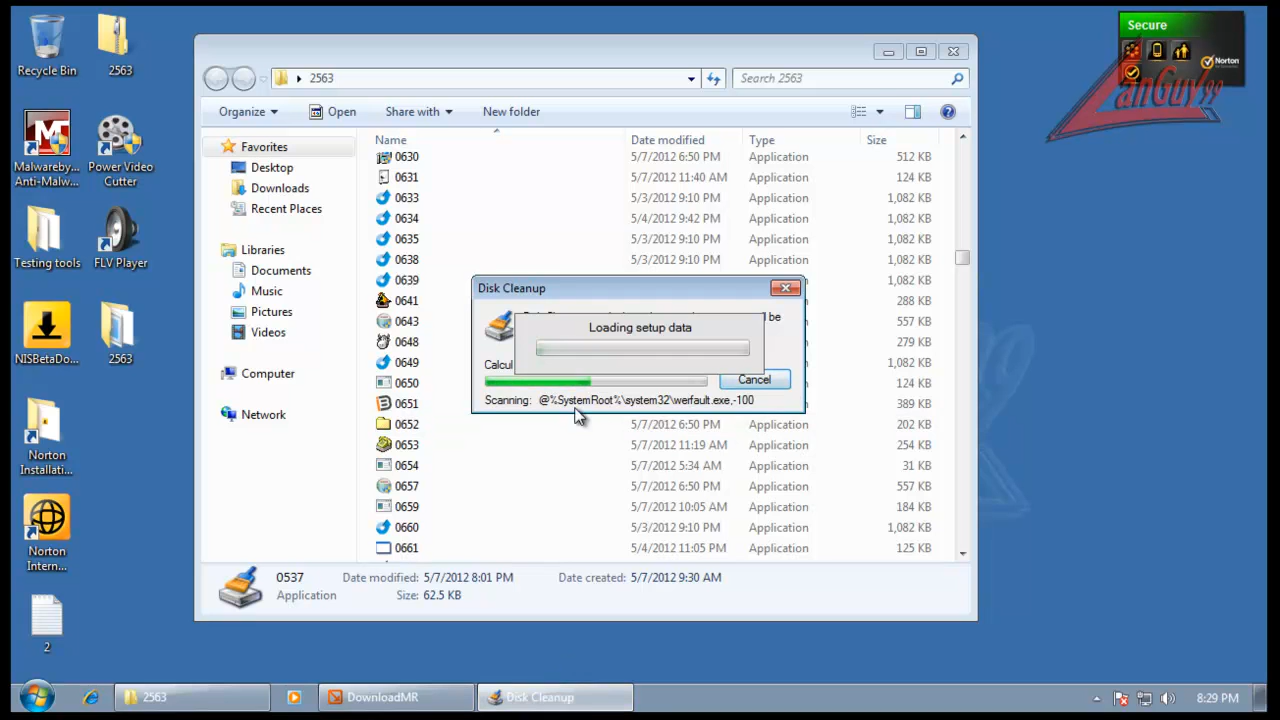 Recycle Bin
2563
Malwareby...
Anti-Malw...
Power Video
Cutter
Testing tools
FLV Player
NISBetaDo...
2563
Norton
Installati...
Norton
Intern...
2
Secure
Norton
anGuy99
2563
Search 2563
Organize
Open
Share with
New folder
Favorites
Desktop
Downloads
Recent Places
Libraries
Documents
Music
Pictures
Videos
Computer
Network
Name Date modified Type Size
0630 5/7/2012 6:50 PM Application 512 KB
0631 5/7/2012 11:40 AM Application 124 KB
0633 5/3/2012 9:10 PM Application 1,082 KB
0634 5/4/2012 9:42 PM Application 1,082 KB
0635 5/3/2012 9:10 PM Application 1,082 KB
0638 5/3/2012 9:10 PM Application 1,082 KB
0639 1,082 KB
0641 288 KB
0643 557 KB
0648 279 KB
0649 1,082 KB
0650 124 KB
0651 389 KB
0652 5/7/2012 6:50 PM Application 202 KB
0653 5/7/2012 11:19 AM Application 254 KB
0654 5/7/2012 5:34 AM Application 31 KB
0657 5/7/2012 6:50 PM Application 557 KB
0659 5/7/2012 10:05 AM Application 184 KB
0660 5/3/2012 9:10 PM Application 1,082 KB
0661 5/4/2012 11:05 PM Application 125 KB
Disk Cleanup
be
Loading setup data
Calcul
Cancel
Scanning: @%SystemRoot%\system32\werfault.exe,-100
0537 Date modified: 5/7/2012 8:01 PM Date created: 5/7/2012 9:30 AM
Application Size: 62.5 KB
2563
DownloadMR
Disk Cleanup
8:29 PM